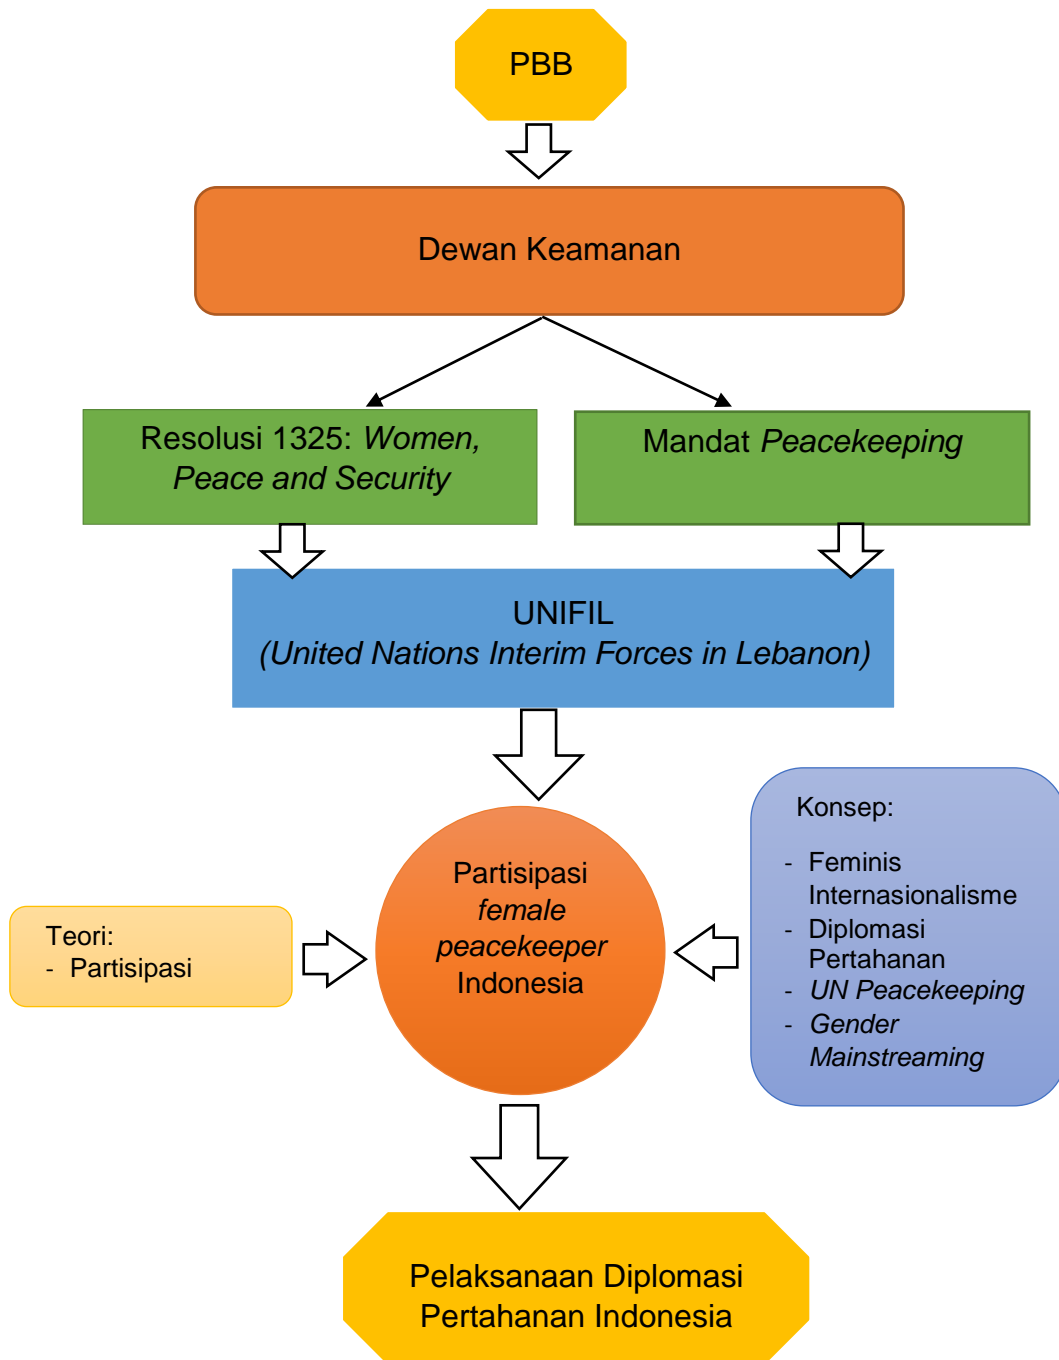 PBB
Dewan Keamanan
Resolusi 1325: Women,
Peace and Security
Mandat Peacekeeping
UNIFIL
(United Nations Interim Forces in Lebanon)
Partisipasi
female
peacekeeper
Indonesia
Teori:
- Partisipasi
Konsep:
- Feminis
Internasionalisme
- Diplomasi
Pertahanan
- UN Peacekeeping
- Gender
Mainstreaming
Pelaksanaan Diplomasi
Pertahanan Indonesia